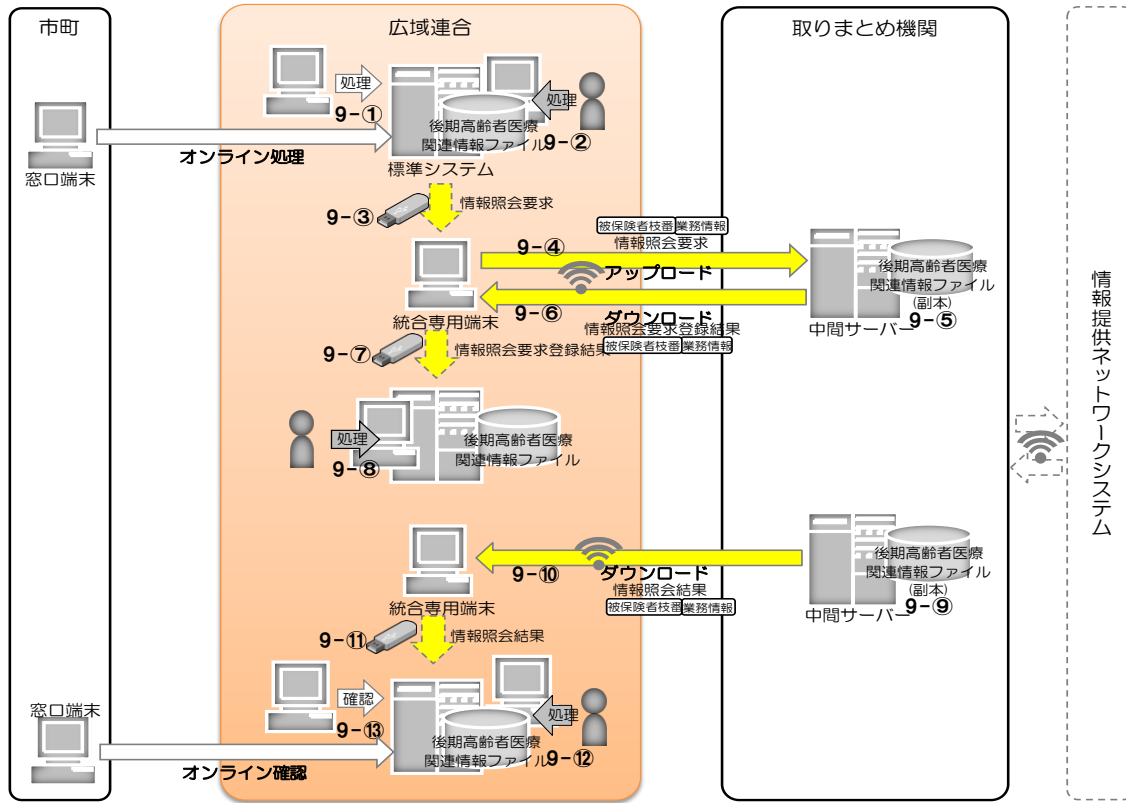 市町
広域連合
取りまとめ機関
処理
9-①
処理
後期高齢者医療
関連情報ファイル
9-②
オンライン処理
窓口端末
標準システム
9-③
情報照会要求
被保険者枝番
業務情報
9-④
情報照会要求
アップロード
後期高齢者医療
関連情報ファイル
(副本)
9-⑤
中間サーバー
9-⑥
ダウンロード
情報照会要求登録結果
被保険者枝番
業務情報
統合専用端末
9-⑦
情報照会要求登録結果
処理
9-⑧
後期高齢者医療
関連情報ファイル
情報提供ネットワークシステム
9-⑩
ダウンロード
情報照会結果
被保険者枝番
業務情報
後期高齢者医療
関連情報ファイル
(副本)
9-⑨
中間サーバー
統合専用端末
9-⑪
情報照会結果
確認
9-⑬
処理
後期高齢者医療
関連情報ファイル
9-⑫
窓口端末
オンライン確認